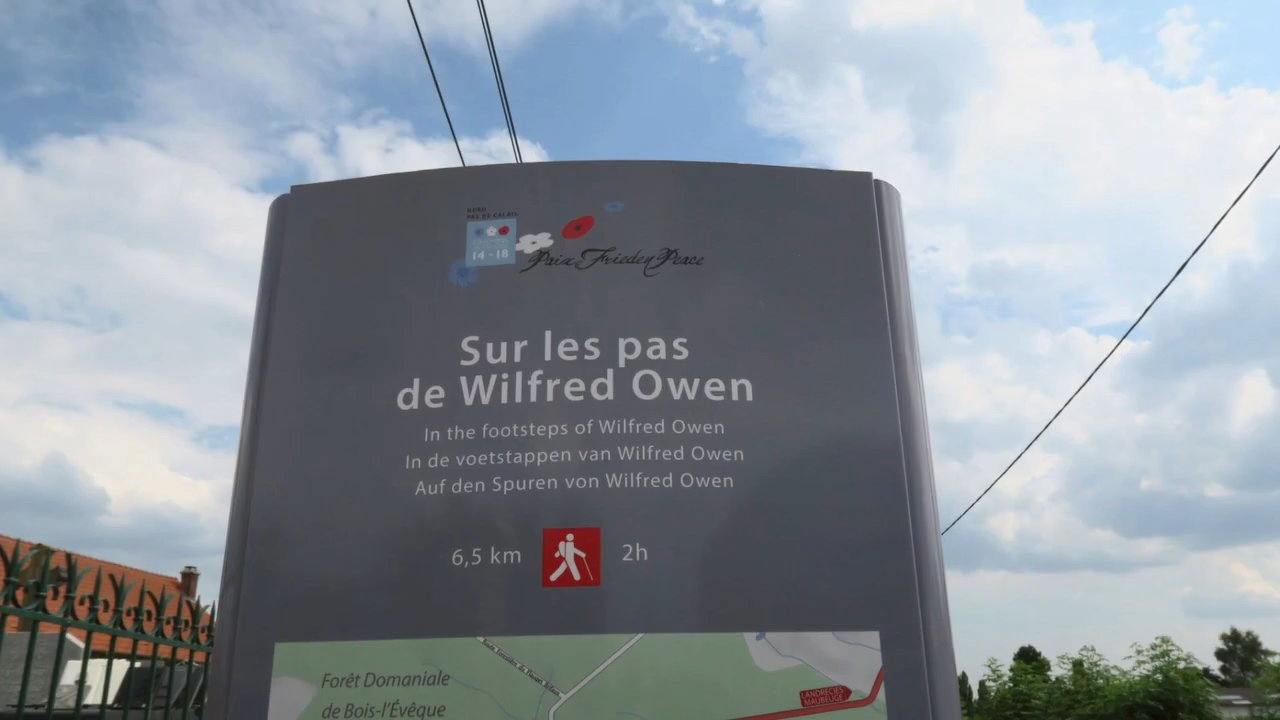 NORD
PAS DE CALAIS
14 - 18
Paix Frieden Peace
Sur les pas
de Wilfred Owen
In the footsteps of Wilfred Owen
In de voetstappen van Wilfred Owen
Auf den Spuren von Wilfred Owen
6,5 km 2h
Forêt Domaniale
de Bois-l'Évêque
LANDRECIES
MAUBEUGE